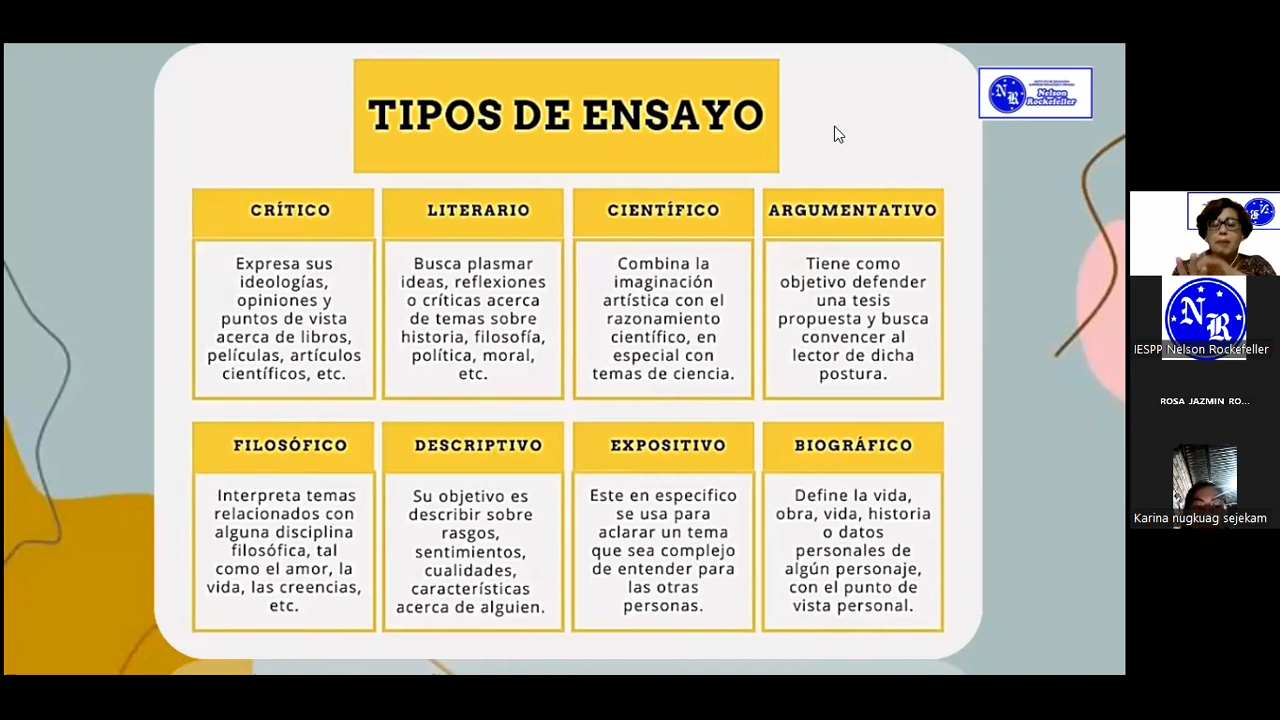 TIPOS DE ENSAYO
NR
Nelson
Rockefeller
CRÍTICO
Expresa sus
ideologías,
opiniones y
puntos de vista
acerca de libros,
películas, artículos
científicos, etc.
LITERARIO
Busca plasmar
ideas, reflexiones
o críticas acerca
de temas sobre
historia, filosofía,
política, moral,
etc.
CIENTÍFICO
Combina la
imaginación
artística con el
razonamiento
científico, en
especial con
temas de ciencia.
ARGUMENTATIVO
Tiene como
objetivo defender
una tesis
propuesta y busca
convencer al
lector de dicha
postura.
FILOSÓFICO
Interpreta temas
relacionados con
alguna disciplina
filosófica, tal
como el amor, la
vida, las creencias,
etc.
DESCRIPTIVO
Su objetivo es
describir sobre
rasgos,
sentimientos,
cualidades,
características
acerca de alguien.
EXPOSITIVO
Este en especifico
se usa para
aclarar un tema
que sea complejo
de entender para
las otras
personas.
BIOGRÁFICO
Define la vida,
obra, vida, historia
o datos
personales de
algún personaje,
con el punto de
vista personal.
NR
IESPP Nelson Rockefeller
ROSA JAZMIN RO...
Karina nugkuag sejekam